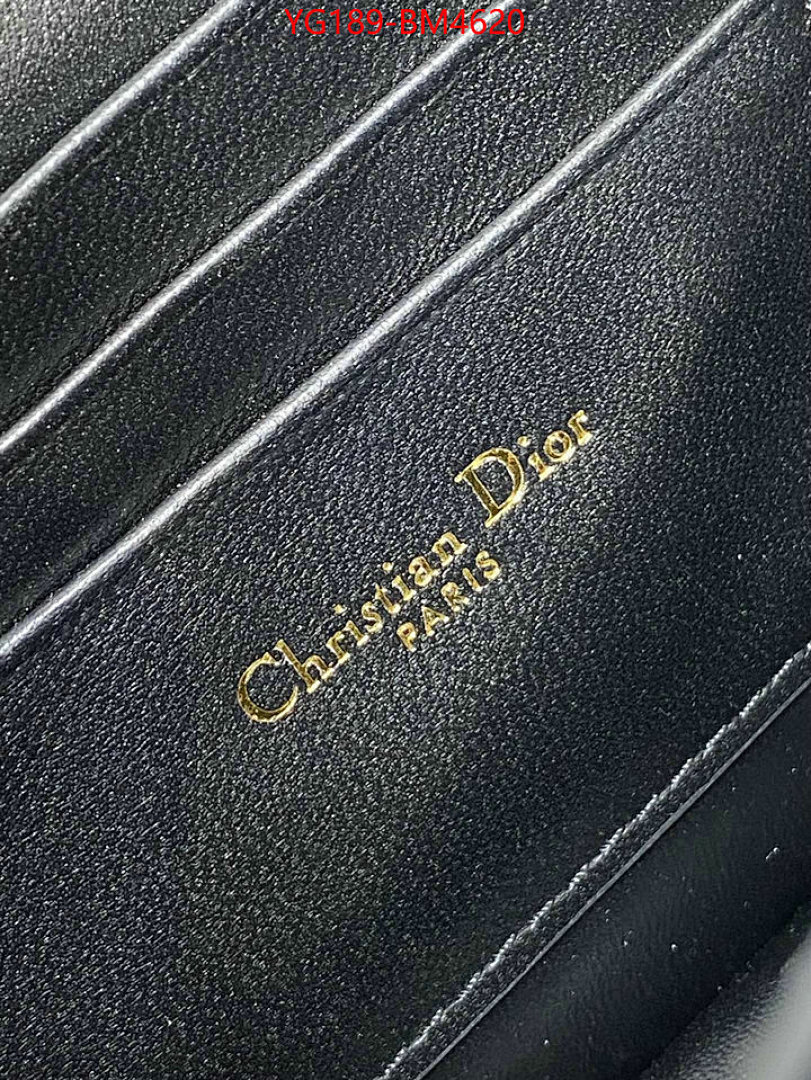 YG189-BM4620
Christian Dior
PARIS